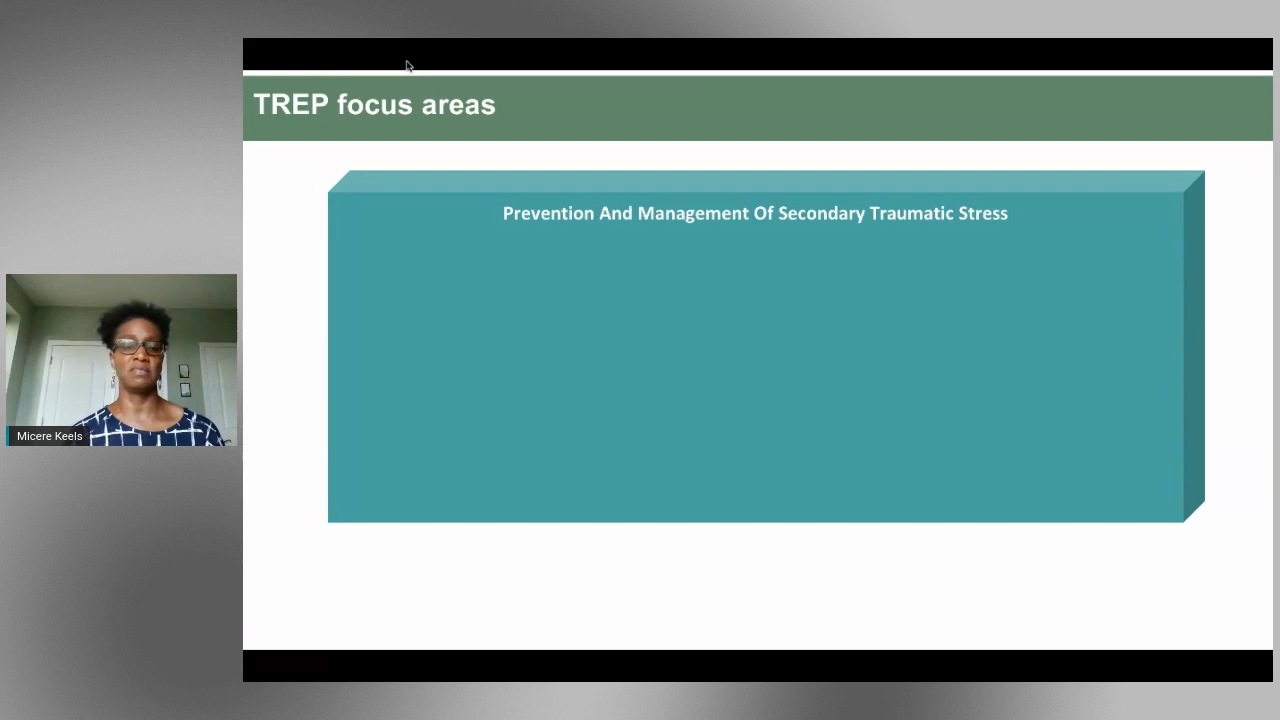 TREP focus areas
Prevention And Management Of Secondary Traumatic Stress
Micere Keels